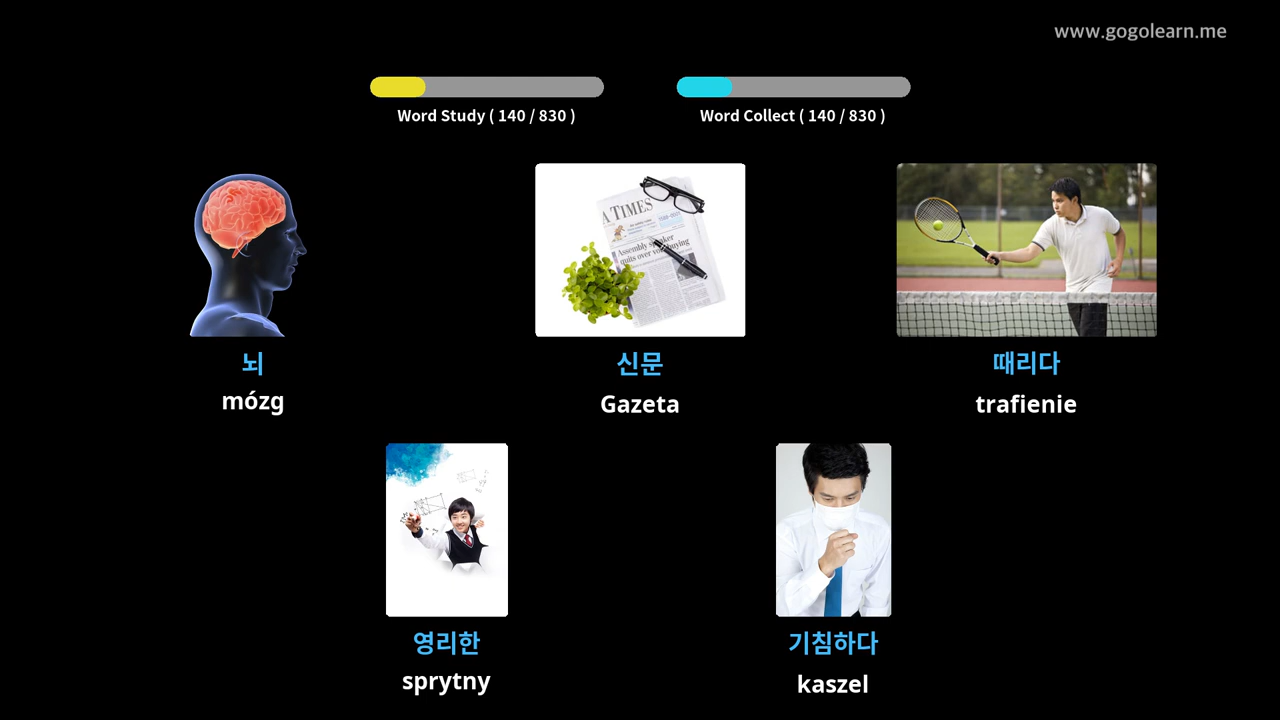 www.gogolearn.me
Word Study ( 140 / 830 )
Word Collect ( 140 / 830 )
A TIMES
뇌
mózg
신문
Gazeta
때리다
trafienie
영리한
sprytny
기침하다
kaszel